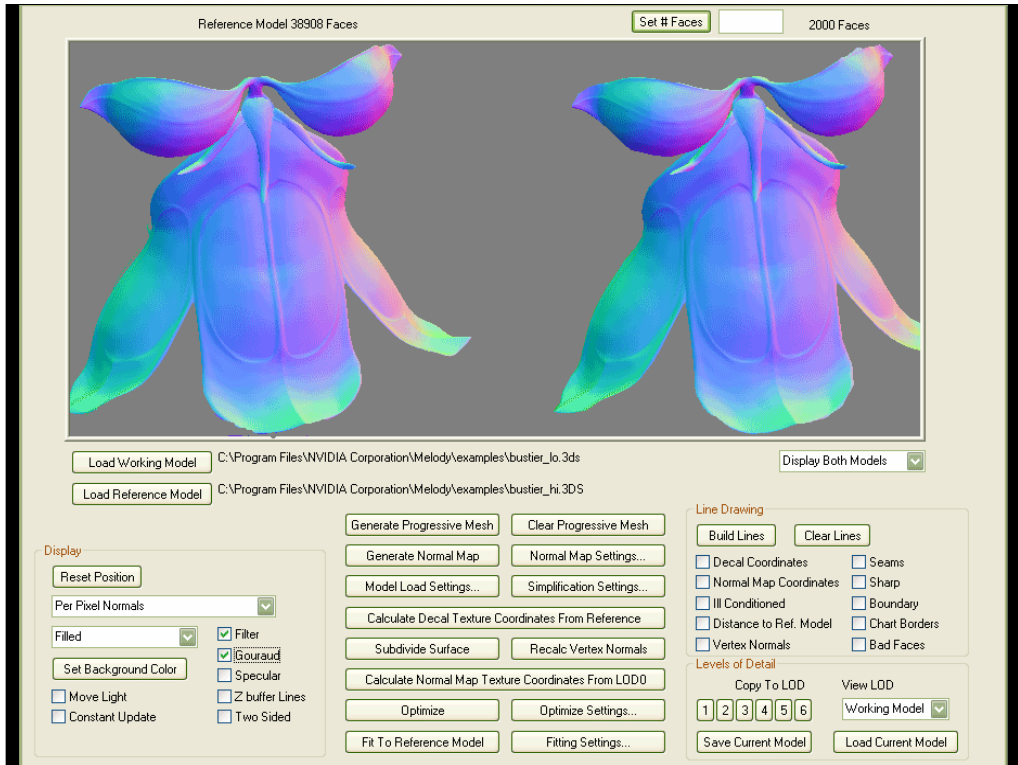 Reference Model 38908 Faces
Set # Faces
2000 Faces
Load Working Model
C:\Program Files\NVIDIA Corporation\Melody\examples\bustier_lo.3ds
Display Both Models
Load Reference Model
C:\Program Files\NVIDIA Corporation\Melody\examples\bustier_hi.3DS
Display
Reset Position
Per Pixel Normals
Filled
Filter
Gouraud
Set Background Color
Specular
Move Light
Z buffer Lines
Constant Update
Two Sided
Generate Progressive Mesh
Clear Progressive Mesh
Generate Normal Map
Normal Map Settings...
Model Load Settings...
Simplification Settings...
Calculate Decal Texture Coordinates From Reference
Subdivide Surface
Recalc Vertex Normals
Calculate Normal Map Texture Coordinates From LOD0
Optimize
Optimize Settings...
Fit To Reference Model
Fitting Settings...
Line Drawing
Build Lines
Clear Lines
Decal Coordinates
Seams
Normal Map Coordinates
Sharp
Ill Conditioned
Boundary
Distance to Ref. Model
Chart Borders
Vertex Normals
Bad Faces
Levels of Detail
Copy To LOD
View LOD
1 2 3 4 5 6
Working Model
Save Current Model
Load Current Model